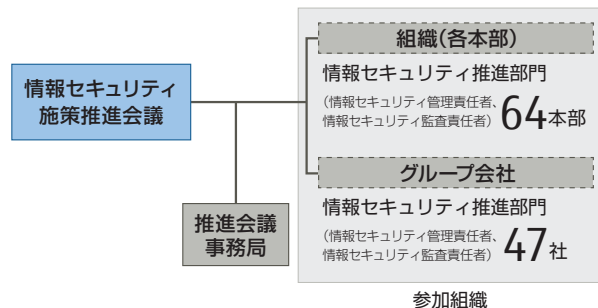 情報セキュリティ
施策推進会議
推進会議
事務局
組織(各本部)
情報セキュリティ推進部門
(情報セキュリティ管理責任者、
情報セキュリティ監査責任者)
64本部
グループ会社
情報セキュリティ推進部門
(情報セキュリティ管理責任者、
情報セキュリティ監査責任者)
47社
参加組織